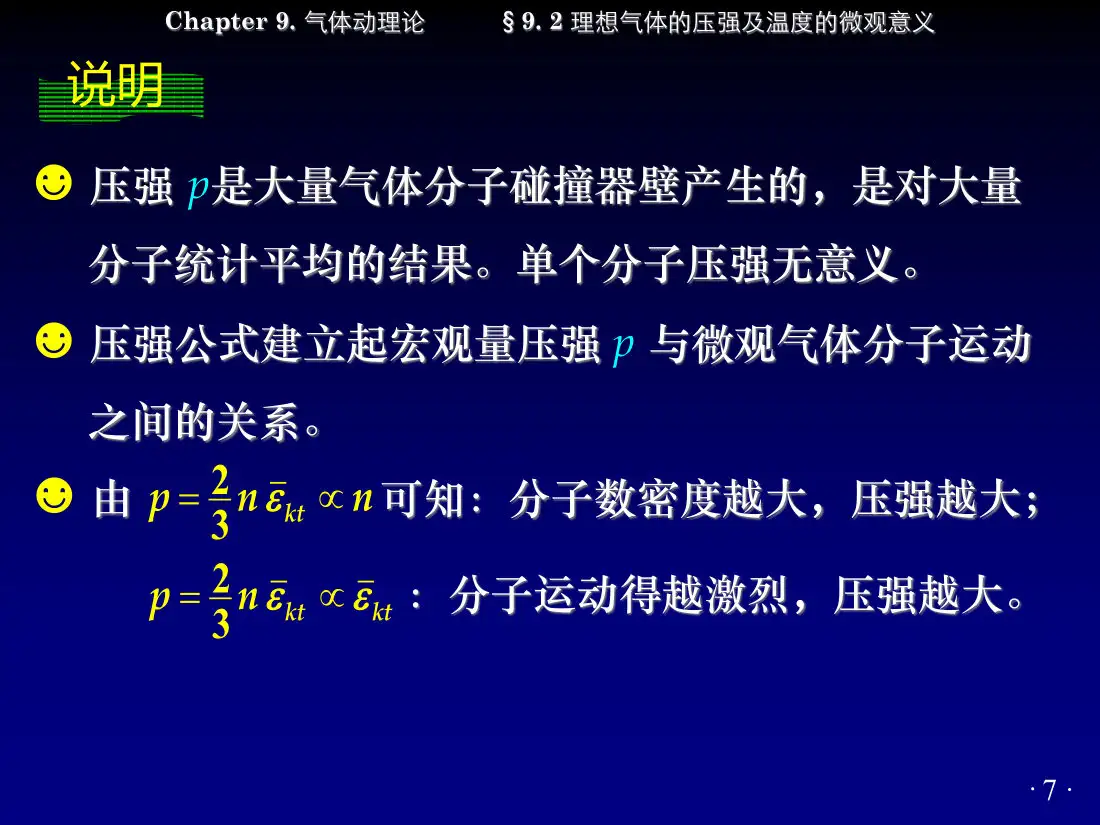 Chapter 9. 气体动理论 §9. 2 理想气体的压强及温度的微观意义
说明
压强 p是大量气体分子碰撞器壁产生的，是对大量
分子统计平均的结果。单个分子压强无意义。
压强公式建立起宏观量压强 p 与微观气体分子运动
之间的关系。
由 p = 2/3 n ε̄kt ∝ n 可知：分子数密度越大，压强越大；
p = 2/3 n ε̄kt ∝ ε̄kt ：分子运动得越激烈，压强越大。
· 7 ·